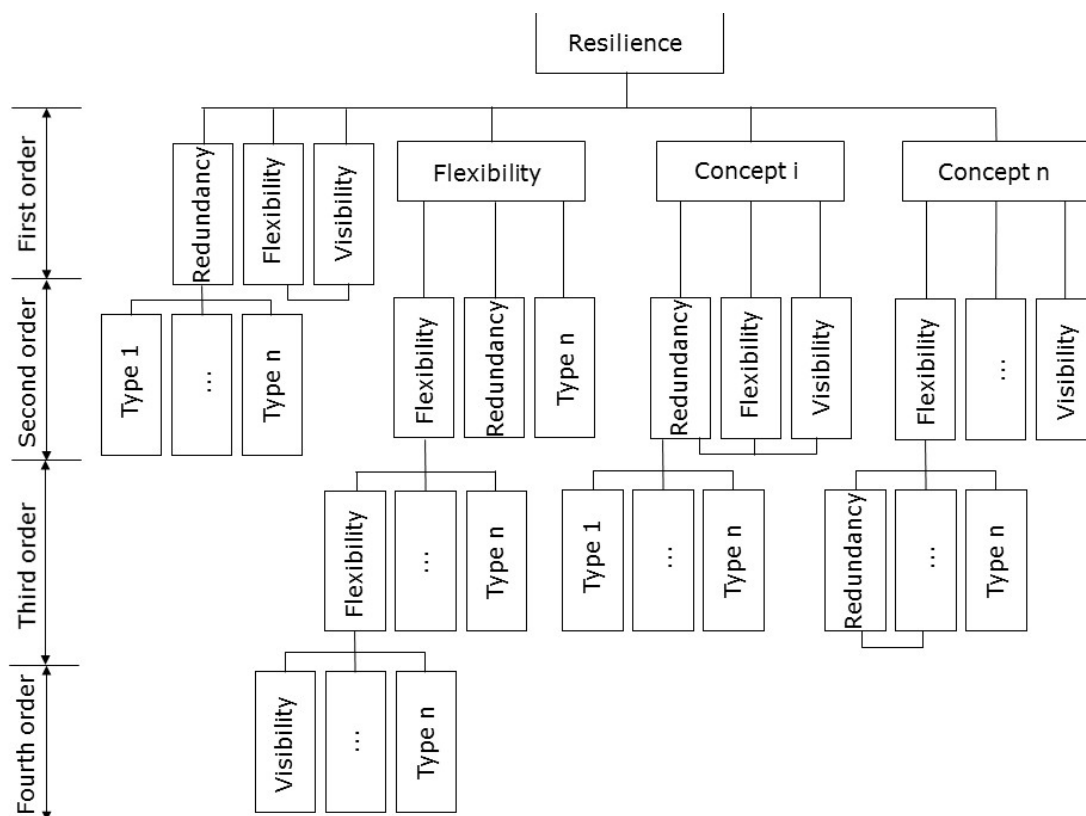 Resilience
First order
Redundancy
Flexibility
Visibility
Flexibility
Concept i
Concept n
Second order
Type 1
...
Type n
Flexibility
Redundancy
Type n
Redundancy
Flexibility
Visibility
Flexibility
...
Visibility
Third order
Flexibility
...
Type n
Type 1
...
Type n
Redundancy
...
Type n
Fourth order
Visibility
...
Type n